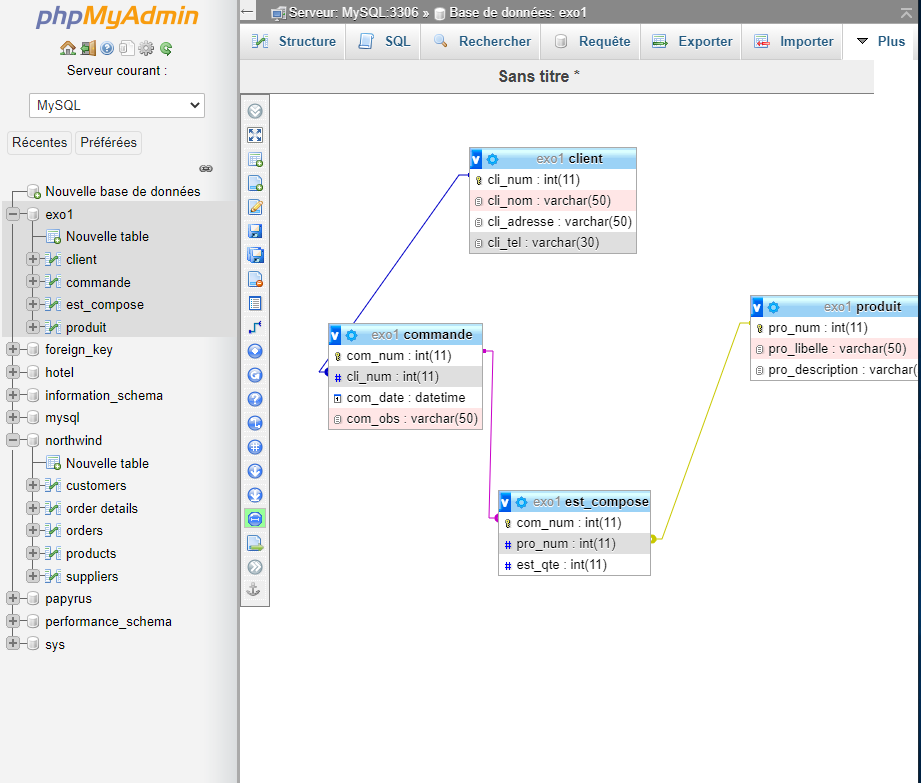 phpMyAdmin
Serveur courant :
MySQL
Récentes Préférées
Nouvelle base de données
exo1
Nouvelle table
client
commande
est_compose
produit
foreign_key
hotel
information_schema
mysql
northwind
Nouvelle table
customers
order details
orders
products
suppliers
papyrus
performance_schema
sys
Serveur: MySQL:3306 » Base de données: exo1
Structure SQL Rechercher Requête Exporter Importer Plus
Sans titre *
exo1 client
cli_num : int(11)
cli_nom : varchar(50)
cli_adresse : varchar(50)
cli_tel : varchar(30)
exo1 produit
pro_num : int(11)
pro_libelle : varchar(50)
pro_description : varchar(
exo1 commande
com_num : int(11)
cli_num : int(11)
com_date : datetime
com_obs : varchar(50)
exo1 est_compose
com_num : int(11)
pro_num : int(11)
est_qte : int(11)